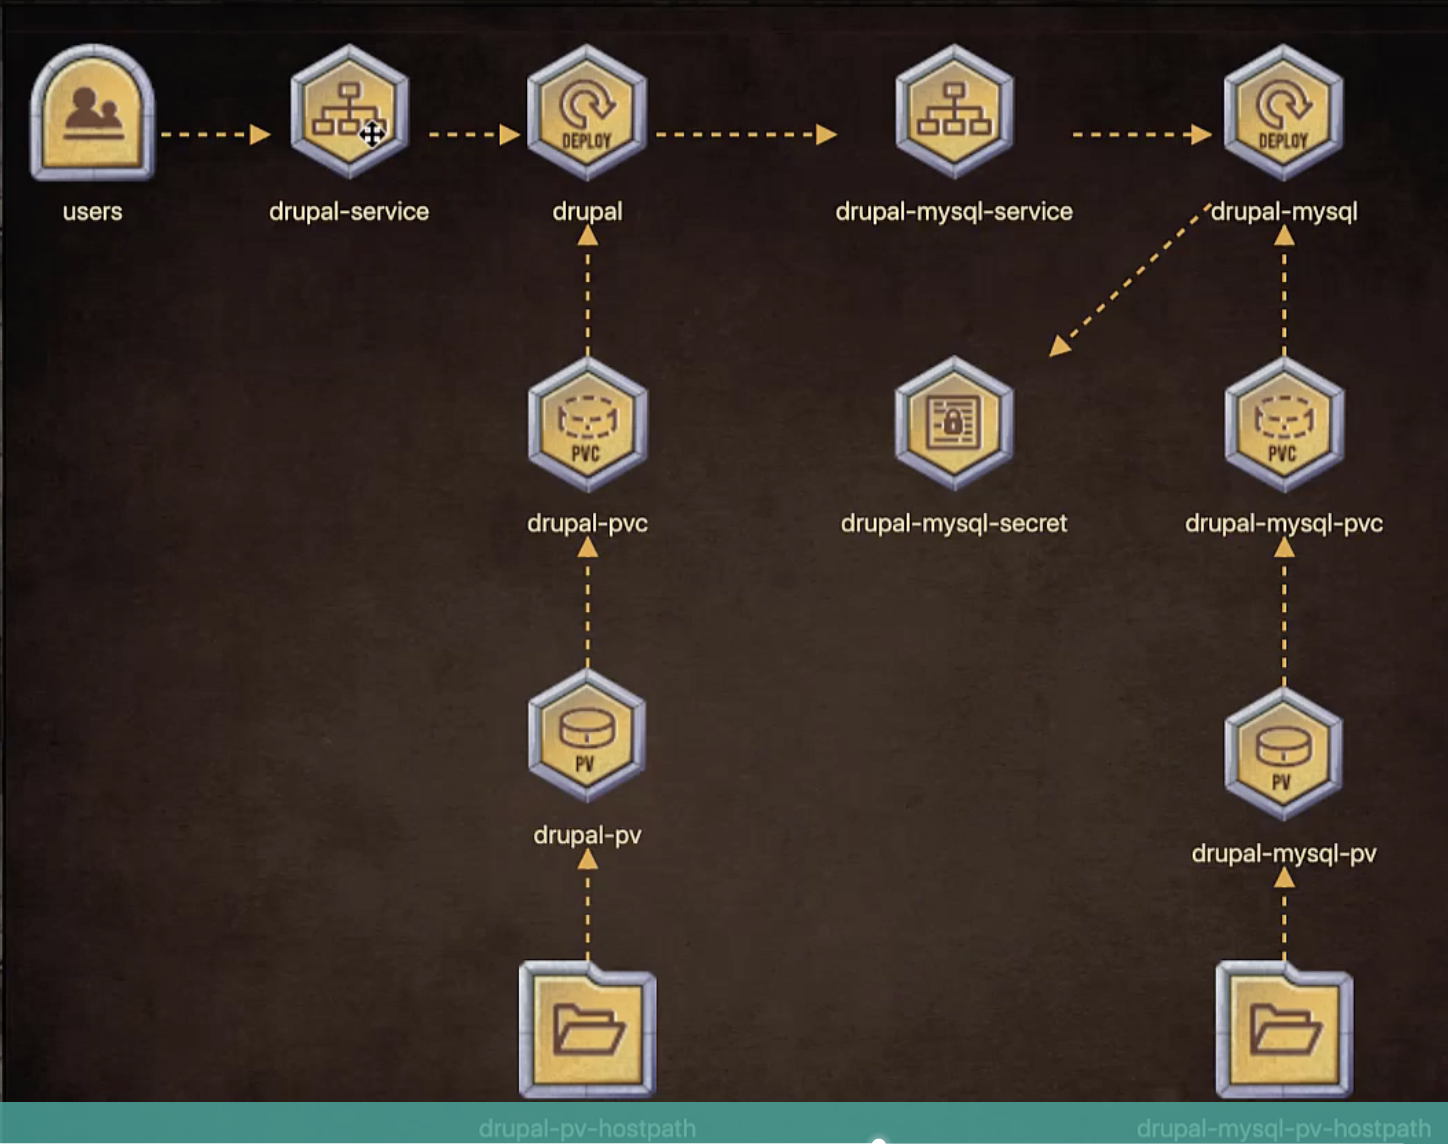 DEPLOY
DEPLOY
users
drupal-service
drupal
drupal-mysql-service
drupal-mysql
PVC
PVC
drupal-pvc
drupal-mysql-secret
drupal-mysql-pvc
PV
PV
drupal-pv
drupal-mysql-pv
drupal-pv-hostpath
drupal-mysql-pv-hostpath